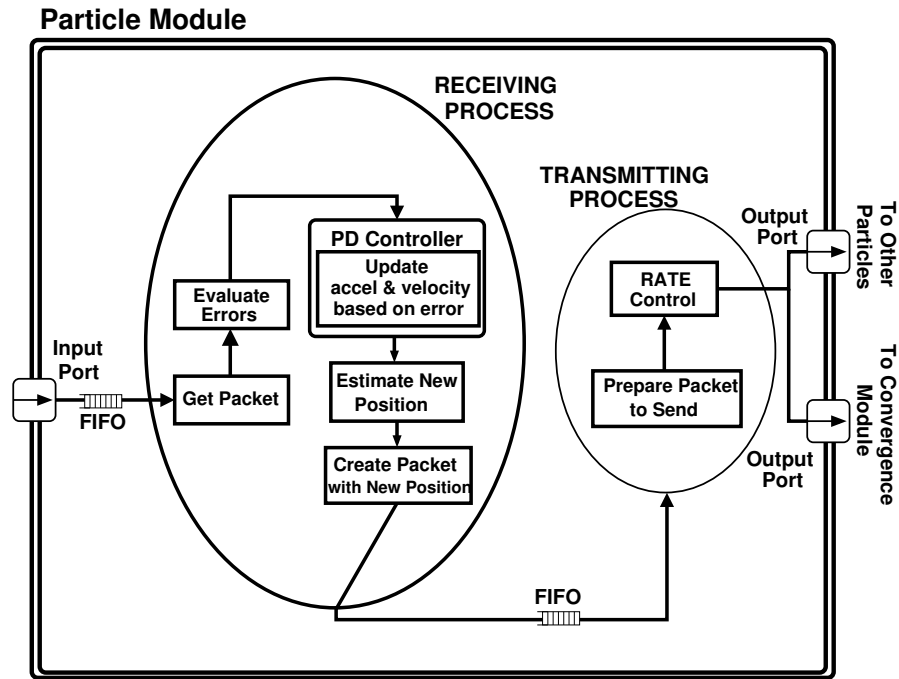 Particle Module
RECEIVING
PROCESS
TRANSMITTING
PROCESS
PD Controller
Update
accel & velocity
based on error
Evaluate
Errors
Input
Port
FIFO
Get Packet
Estimate New
Position
Create Packet
with New Position
FIFO
RATE
Control
Prepare Packet
to Send
Output
Port
To Other
Particles
Output
Port
To Convergence
Module